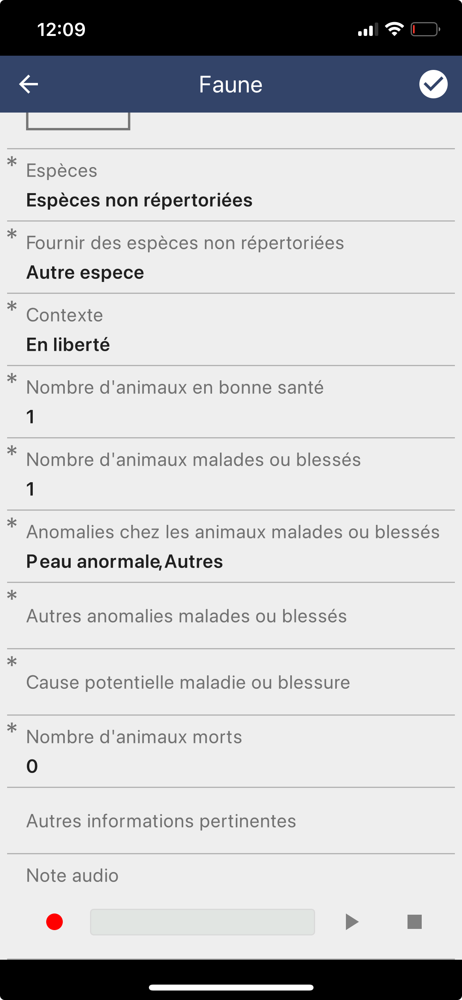 12:09
Faune
* Espèces
Espèces non répertoriées
* Fournir des espèces non répertoriées
Autre espece
* Contexte
En liberté
* Nombre d'animaux en bonne santé
1
* Nombre d'animaux malades ou blessés
1
* Anomalies chez les animaux malades ou blessés
Peau anormale,Autres
* Autres anomalies malades ou blessés
* Cause potentielle maladie ou blessure
* Nombre d'animaux morts
0
Autres informations pertinentes
Note audio